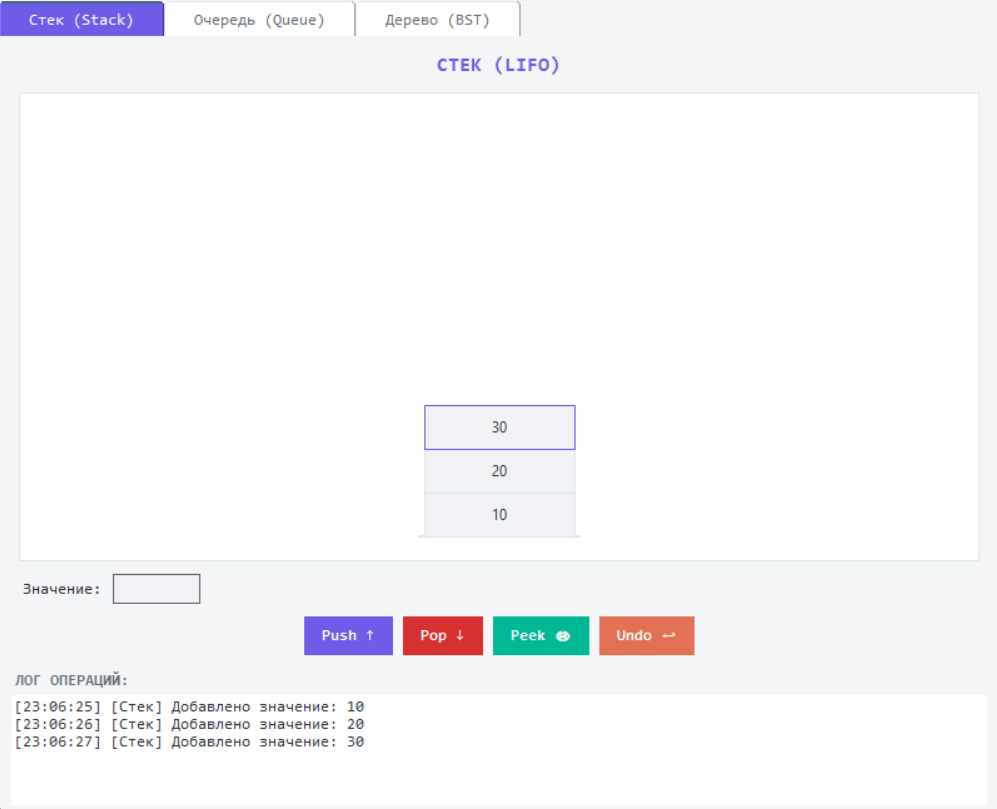 Стек (Stack) Очередь (Queue) Дерево (BST)
СТЕК (LIFO)
30
20
10
Значение:
Push ↑ Pop ↓ Peek 👁 Undo ↩
ЛОГ ОПЕРАЦИЙ:
[23:06:25] [Стек] Добавлено значение: 10
[23:06:26] [Стек] Добавлено значение: 20
[23:06:27] [Стек] Добавлено значение: 30